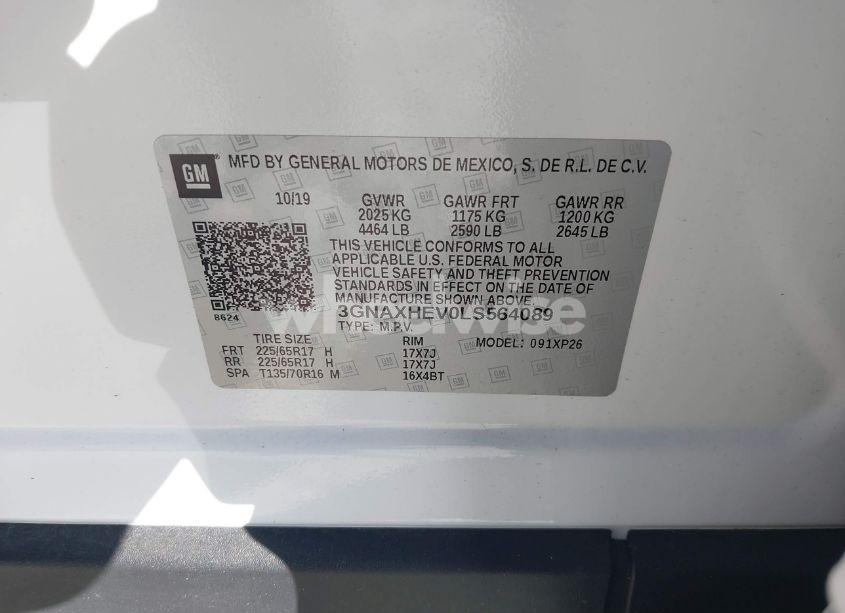 GM
MFD BY GENERAL MOTORS DE MEXICO, S. DE R.L. DE C.V.
10/19 GVWR GAWR FRT GAWR RR
2025 KG 1175 KG 1200 KG
4464 LB 2590 LB 2645 LB
THIS VEHICLE CONFORMS TO ALL
APPLICABLE U.S. FEDERAL MOTOR
VEHICLE SAFETY AND THEFT PREVENTION
STANDARDS IN EFFECT ON THE DATE OF
MANUFACTURE SHOWN ABOVE.
8624
3GNAXHEV0LS564089
wheelwise
TYPE: M.P.V.
TIRE SIZE RIM MODEL: 091XP26
FRT 225/65R17 H 17X7J
RR 225/65R17 H 17X7J
SPA T135/70R16 M 16X4BT